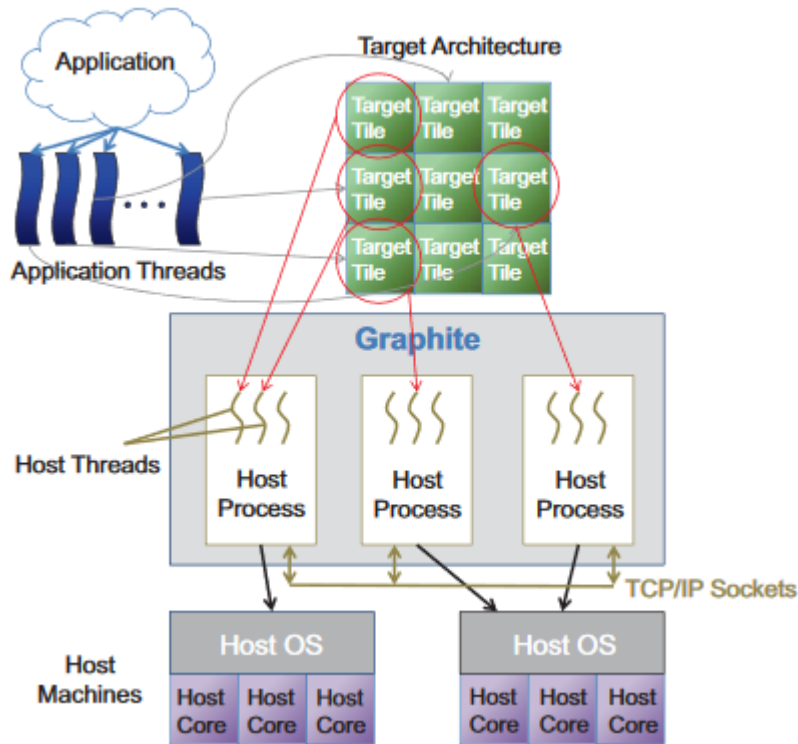 Target Architecture
Application
Target Target Target
Tile Tile Tile
Target Target Target
Tile Tile Tile
Target Target Target
Tile Tile Tile
Application Threads
Graphite
Host Threads
Host Process
Host Process
Host Process
TCP/IP Sockets
Host OS
Host OS
Host
Machines
Host Host Host
Core Core Core
Host Host Host
Core Core Core